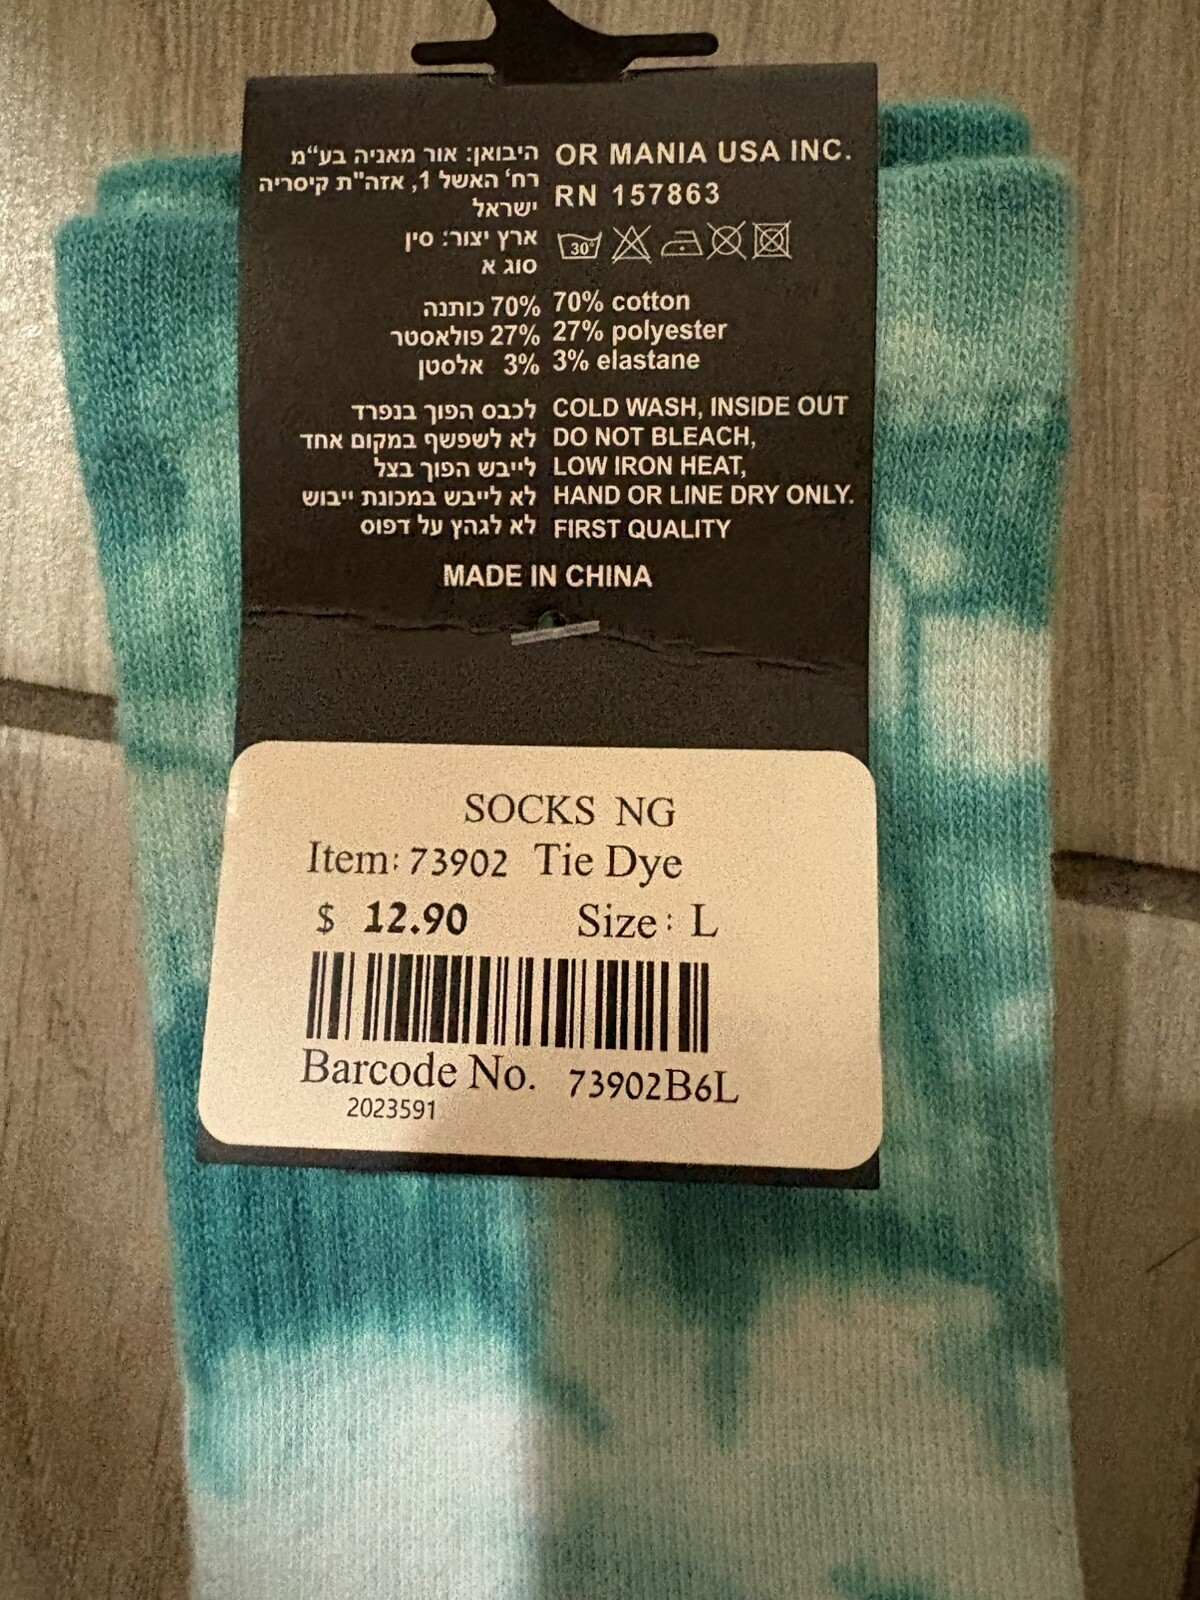 היבואן: אור מאניה בע"מ
רח' האשל 1, אזה"ת קיסריה
ישראל
ארץ יצור: סין
סוג א
70% כותנה
27% פולאסטר
3% אלסטן
לכבס הפוך בנפרד
לא לשפשף במקום אחד
לייבש הפוך בצל
לא לייבש במכונת ייבוש
לא לגהץ על דפוס
OR MANIA USA INC.
RN 157863
30°
70% cotton
27% polyester
3% elastane
COLD WASH, INSIDE OUT
DO NOT BLEACH,
LOW IRON HEAT,
HAND OR LINE DRY ONLY.
FIRST QUALITY
MADE IN CHINA
SOCKS NG
Item: 73902 Tie Dye
$ 12.90 Size: L
Barcode No. 73902B6L
2023591